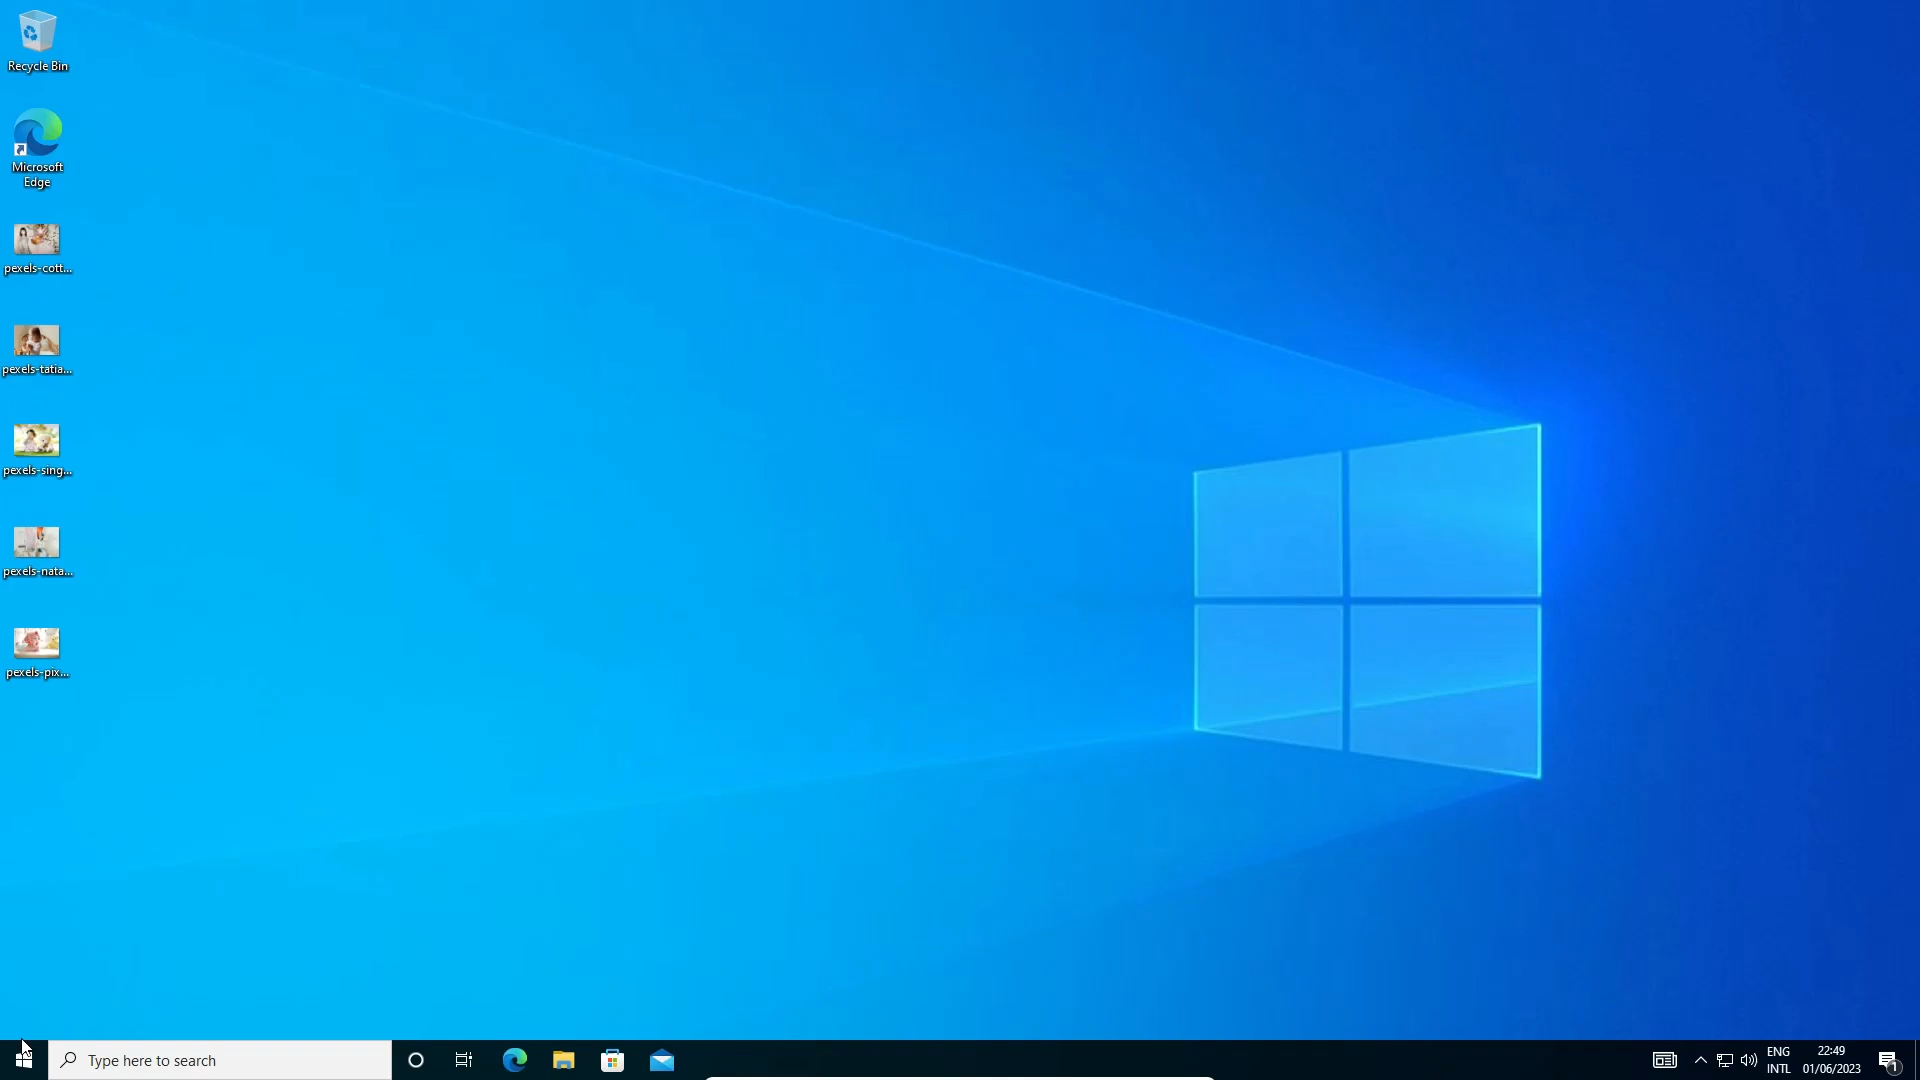 Recycle Bin
Microsoft
Edge
pexels-cott...
pexels-tatia...
pexels-sing...
pexels-nata...
pexels-pix...
Type here to search
ENG
INTL
22:49
01/06/2023
1